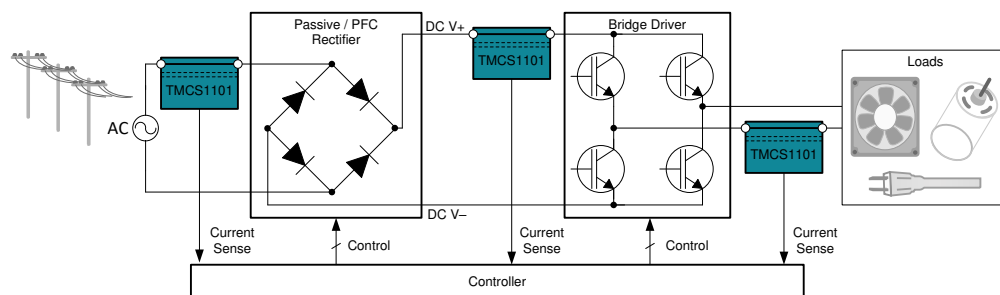 Passive / PFC
Rectifier
DC V+
Bridge Driver
Loads
TMCS1101
TMCS1101
AC
TMCS1101
DC V–
Current
Sense
Control
Current
Sense
Control
Current
Sense
Controller